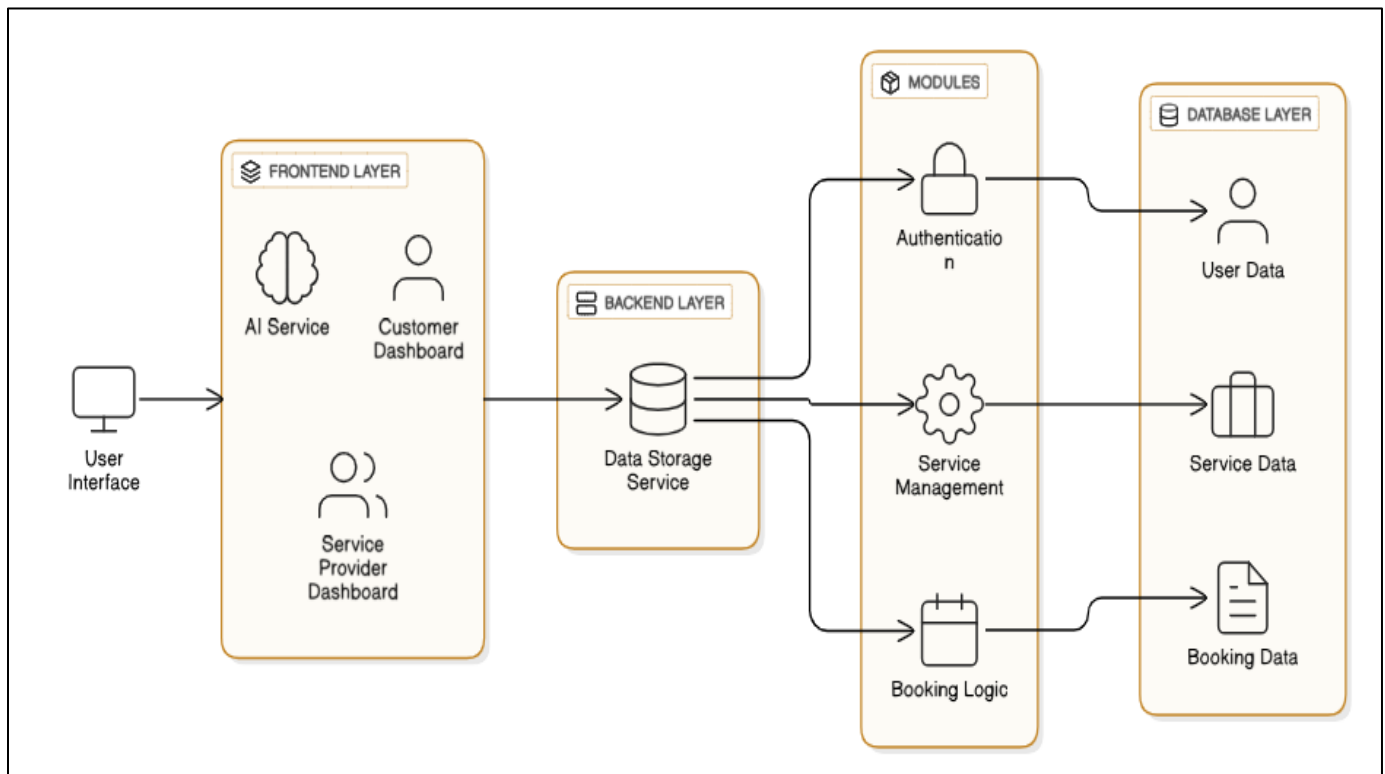 FRONTEND LAYER
AI Service
Customer
Dashboard
Service
Provider
Dashboard
User
Interface
BACKEND LAYER
Data Storage
Service
MODULES
Authenticatio
n
Service
Management
Booking Logic
DATABASE LAYER
User Data
Service Data
Booking Data